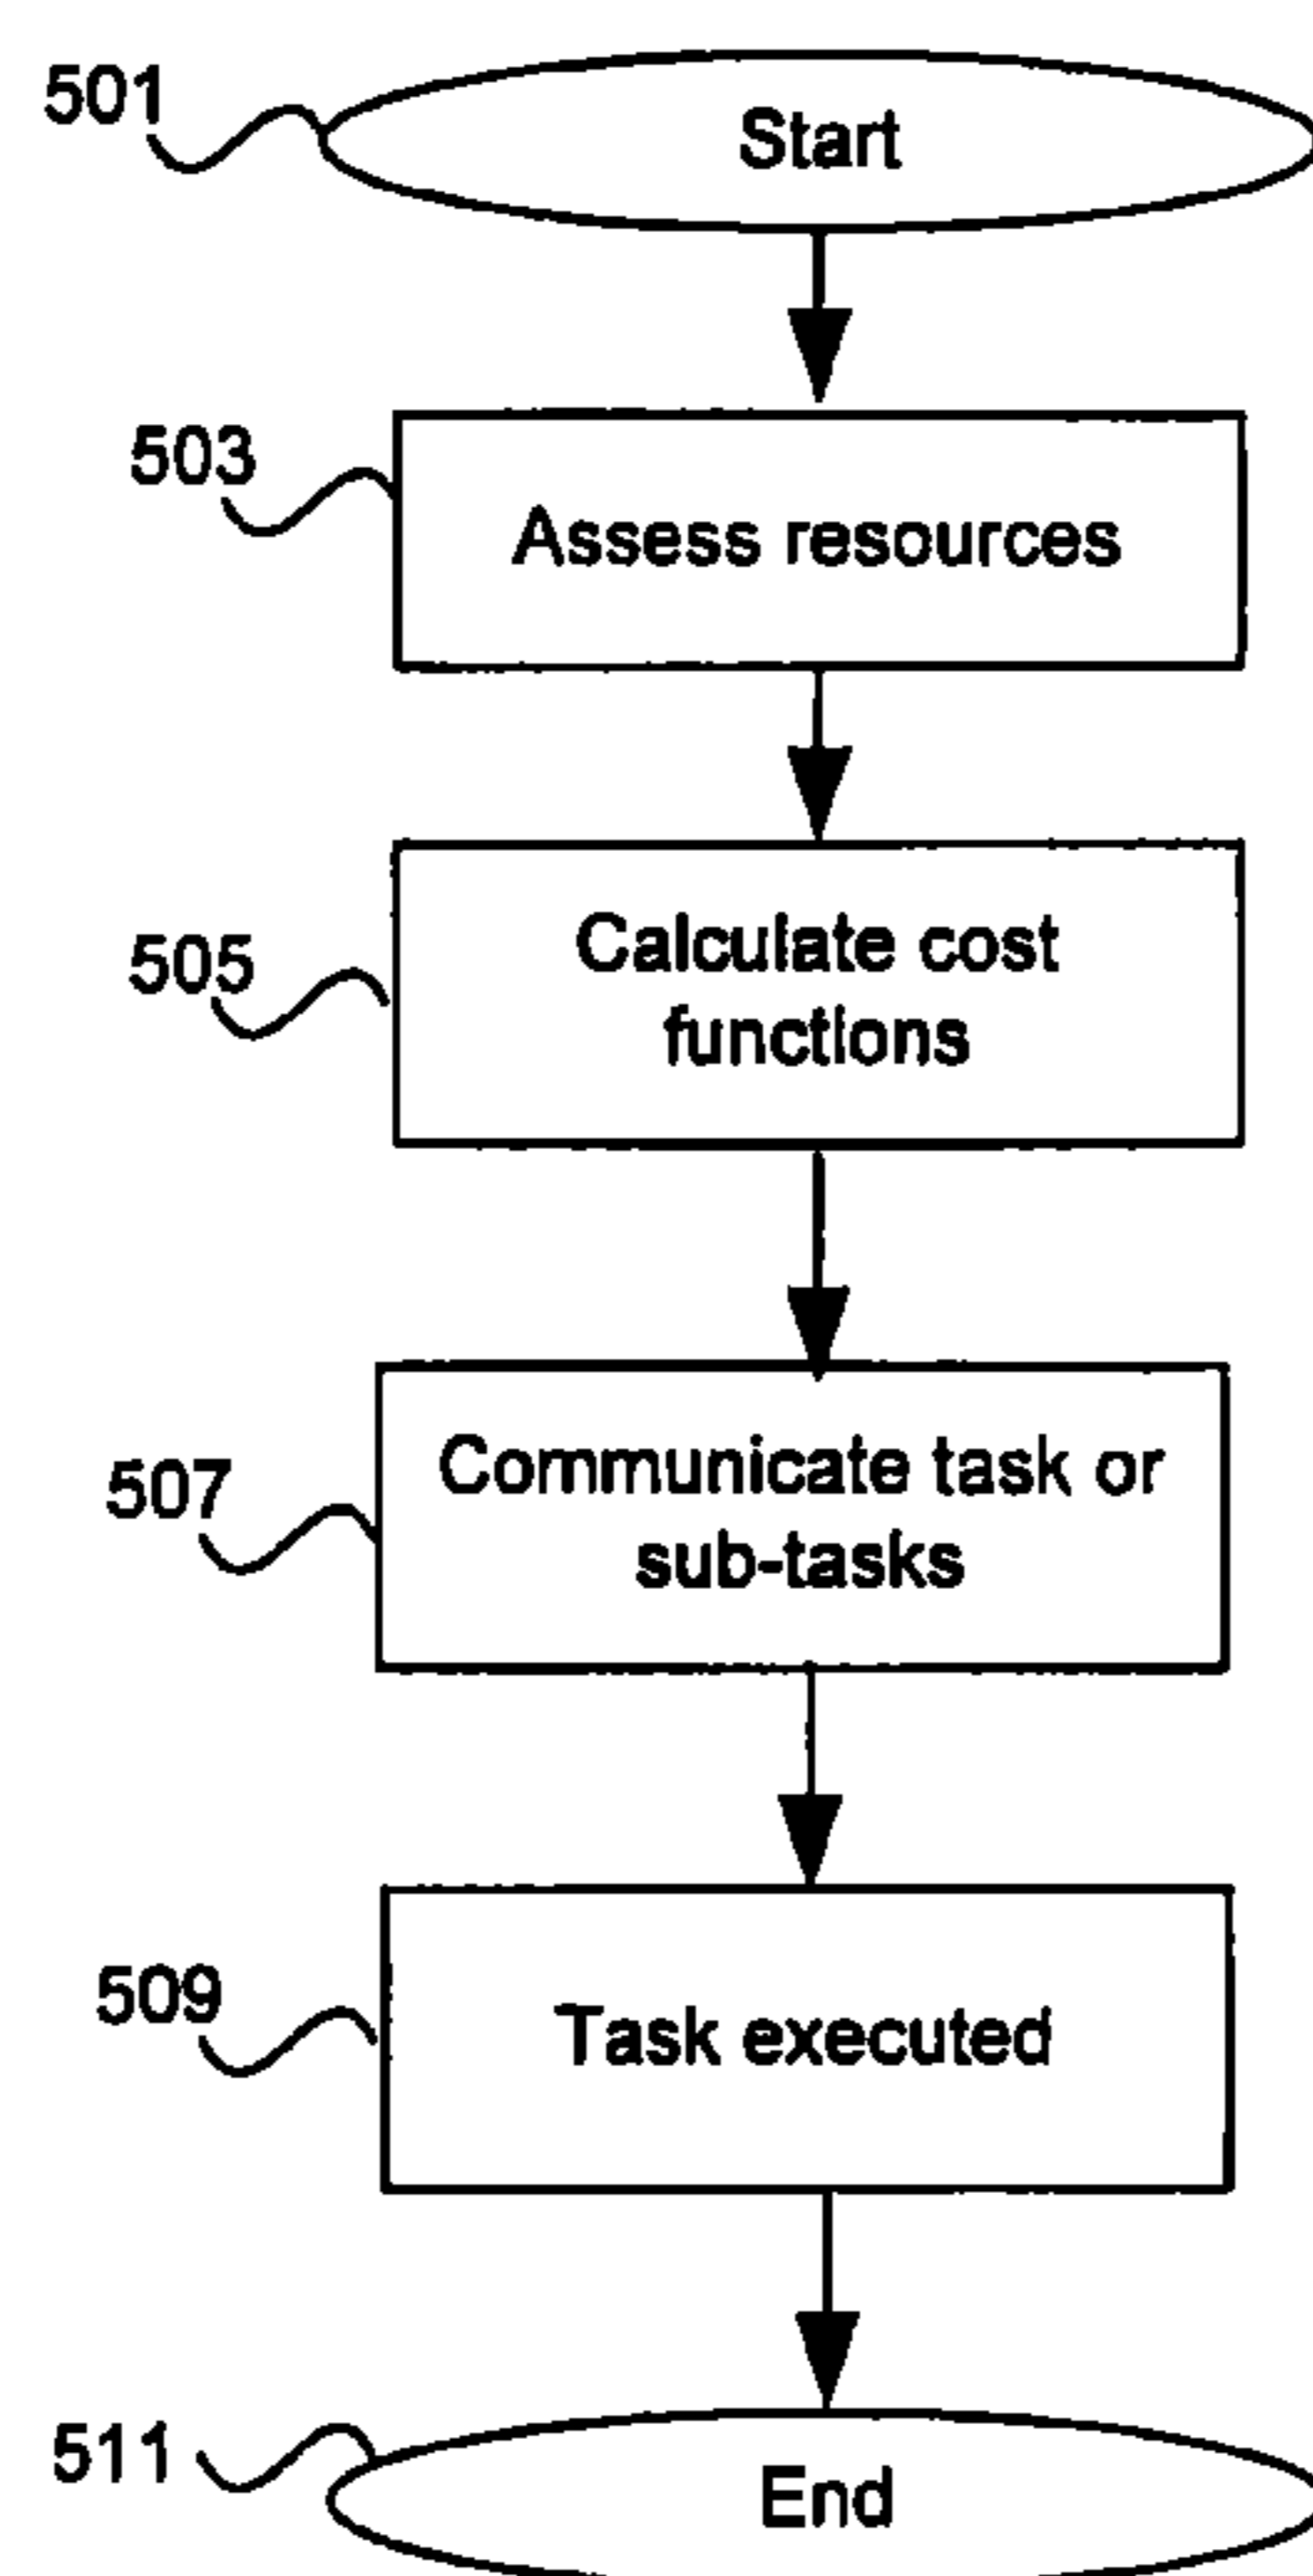 501
Start
503
Assess resources
505
Calculate cost
functions
507
Communicate task or
sub-tasks
509
Task executed
511
End